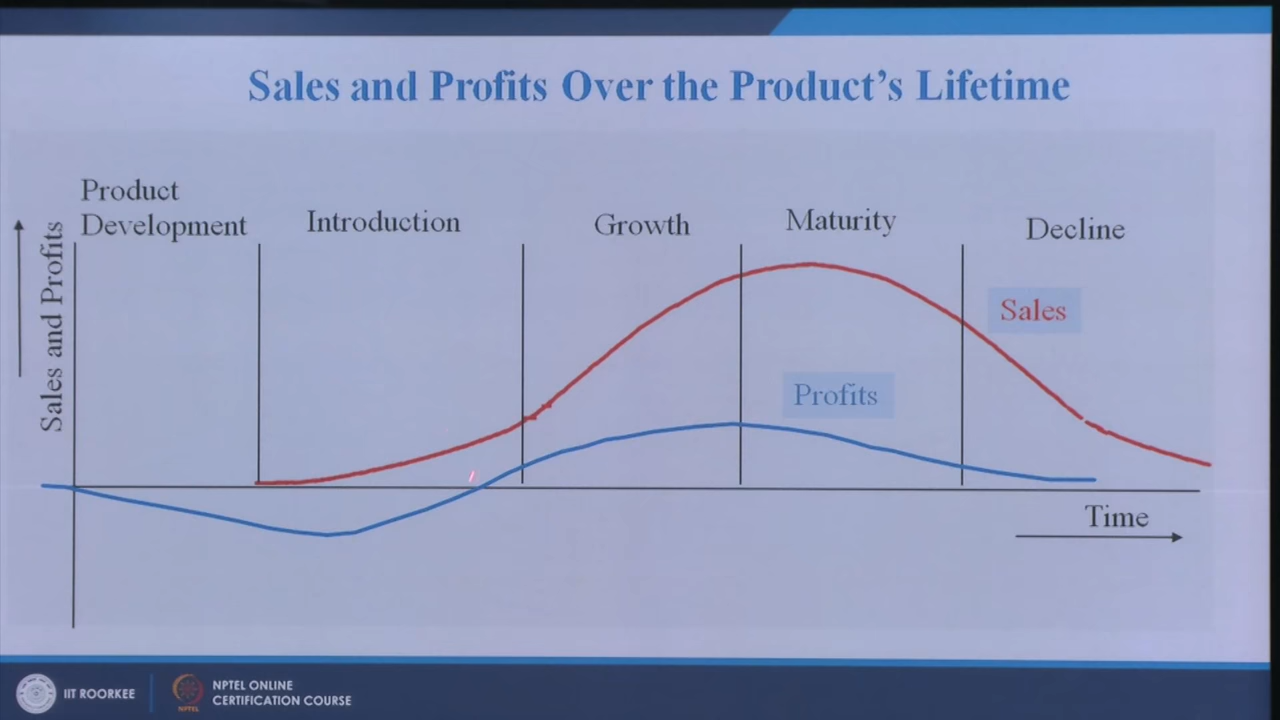 Sales and Profits Over the Product's Lifetime
Product
Development
Introduction
Growth
Maturity
Decline
Sales and Profits
Sales
Profits
Time
IIT ROORKEE
NPTEL ONLINE
CERTIFICATION COURSE
NPTEL